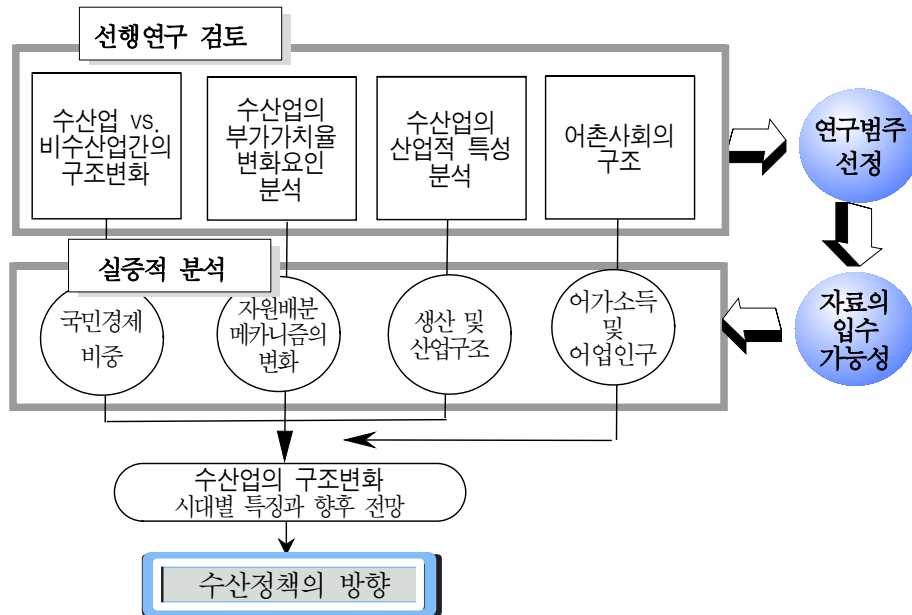 선행연구 검토
수산업 vs.
비수산업간의
구조변화
수산업의
부가가치율
변화요인
분석
수산업의
산업적 특성
분석
어촌사회의
구조
연구범주
선정
실증적 분석
국민경제
비중
자원배분
메카니즘의
변화
생산 및
산업구조
어가소득
및
어업인구
자료의
입수
가능성
수산업의 구조변화
시대별 특징과 향후 전망
수산정책의 방향